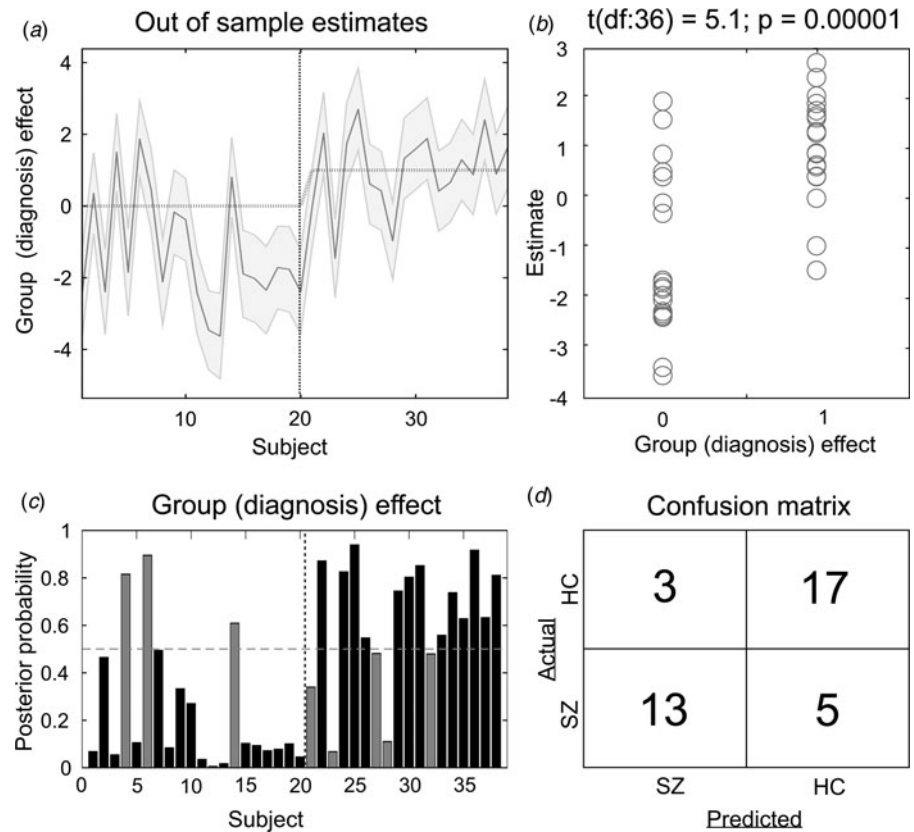 (a) Out of sample estimates
Group (diagnosis) effect
4
2
0
-2
-4
10
20
30
Subject
(b) t(df:36) = 5.1; p = 0.00001
Estimate
3
2
1
0
-1
-2
-3
-4
0
1
Group (diagnosis) effect
(c) Group (diagnosis) effect
Posterior probability
1
0.8
0.6
0.4
0.2
0
0
5
10
15
20
25
30
35
Subject
(d) Confusion matrix
Actual
HC
3
17
SZ
13
5
SZ
HC
Predicted